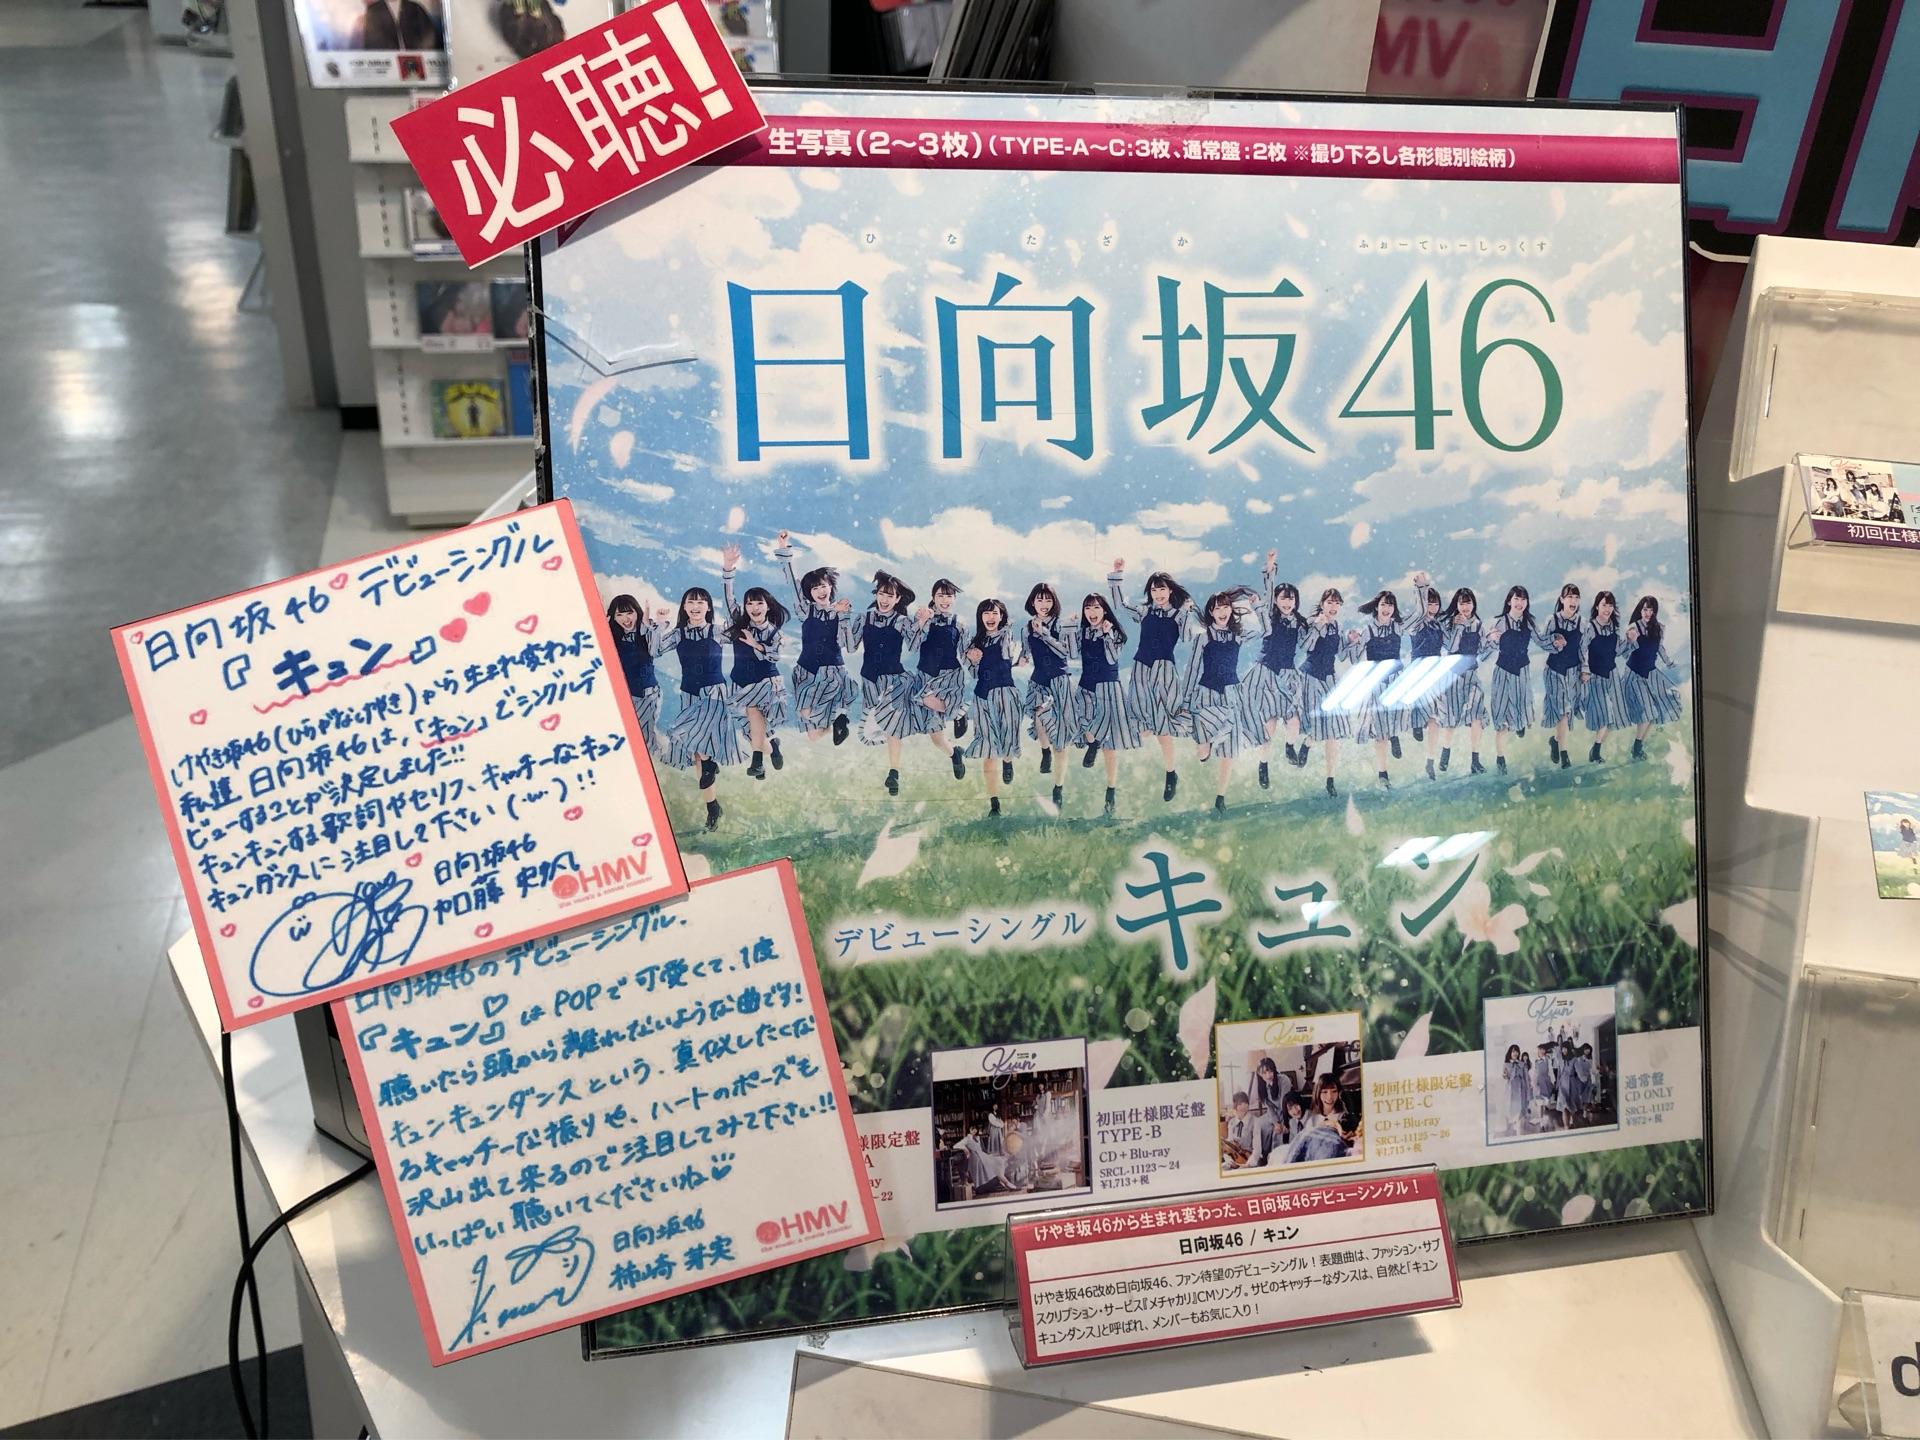 必聴!
生写真(2〜3枚)(TYPE-A〜C:3枚、通常盤:2枚 ※撮り下ろし各形態別絵柄)
ひなたざか ふぉーてぃーしっくす
日向坂46
デビューシングル キュン
日向坂46 デビューシングル
『キュン』
けやき坂46(ひらがなけやき)から生まれ変わった
私達 日向坂46は、「キュン」でシングルデ
ビューすることが決定しました!!
キュンキュンする歌詞やセリフ、キャッチーなキュン
キュンダンスに注目して下さい(・ω・)!!
日向坂46
加藤 史帆
HMV
the music & movie master
日向坂46のデビューシングル、
『キュン』はPOPで可愛くて、1度
聴いたら頭から離れないような曲です!
キュンキュンダンスという、真似したくな
るキャッチーな振りや、ハートのポーズも
沢山出て来るので注目してみて下さい!!
いっぱい聴いてくださいね
日向坂46
柿崎 芽実
HMV
様限定盤
A
ay
〜22
Kyun
初回仕様限定盤
TYPE-B
CD+Blu-ray
SRCL-11123〜24
¥1,713+税
Kyun
初回仕様限定盤
TYPE-C
CD+Blu-ray
SRCL-11125〜26
¥1,713+税
Kyun
通常盤
CD ONLY
SRCL-11127
¥972+税
けやき坂46から生まれ変わった、日向坂46デビューシングル!
日向坂46 / キュン
けやき坂46改め日向坂46、ファン待望のデビューシングル!表題曲は、ファッション・サブ
スクリプション・サービス『メチャカリ』CMソング。サビのキャッチーなダンスは、自然と「キュン
キュンダンス」と呼ばれ、メンバーもお気に入り!
MV
初回仕様
d